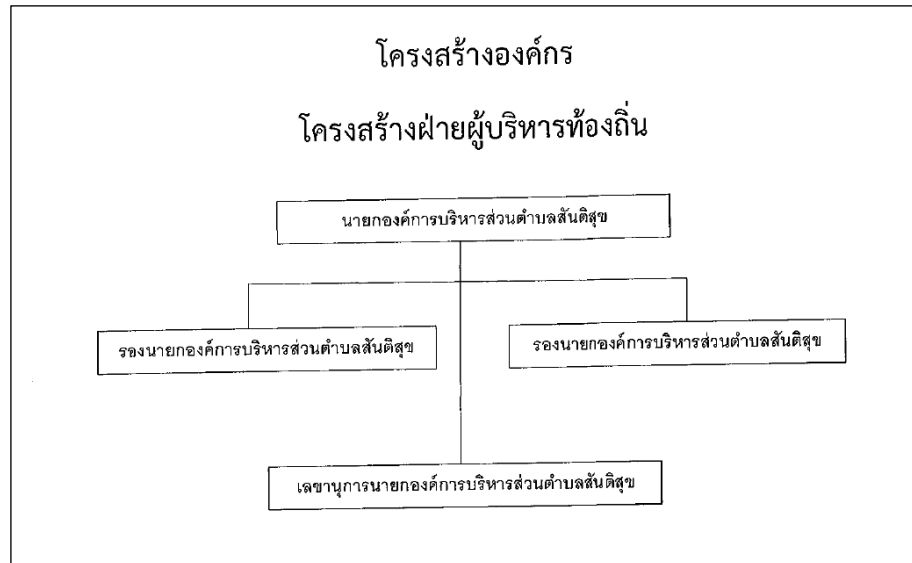 โครงสร้างองค์กร
โครงสร้างฝ่ายผู้บริหารท้องถิ่น
นายกองค์การบริหารส่วนตำบลสันติสุข
รองนายกองค์การบริหารส่วนตำบลสันติสุข
รองนายกองค์การบริหารส่วนตำบลสันติสุข
เลขานุการนายกองค์การบริหารส่วนตำบลสันติสุข